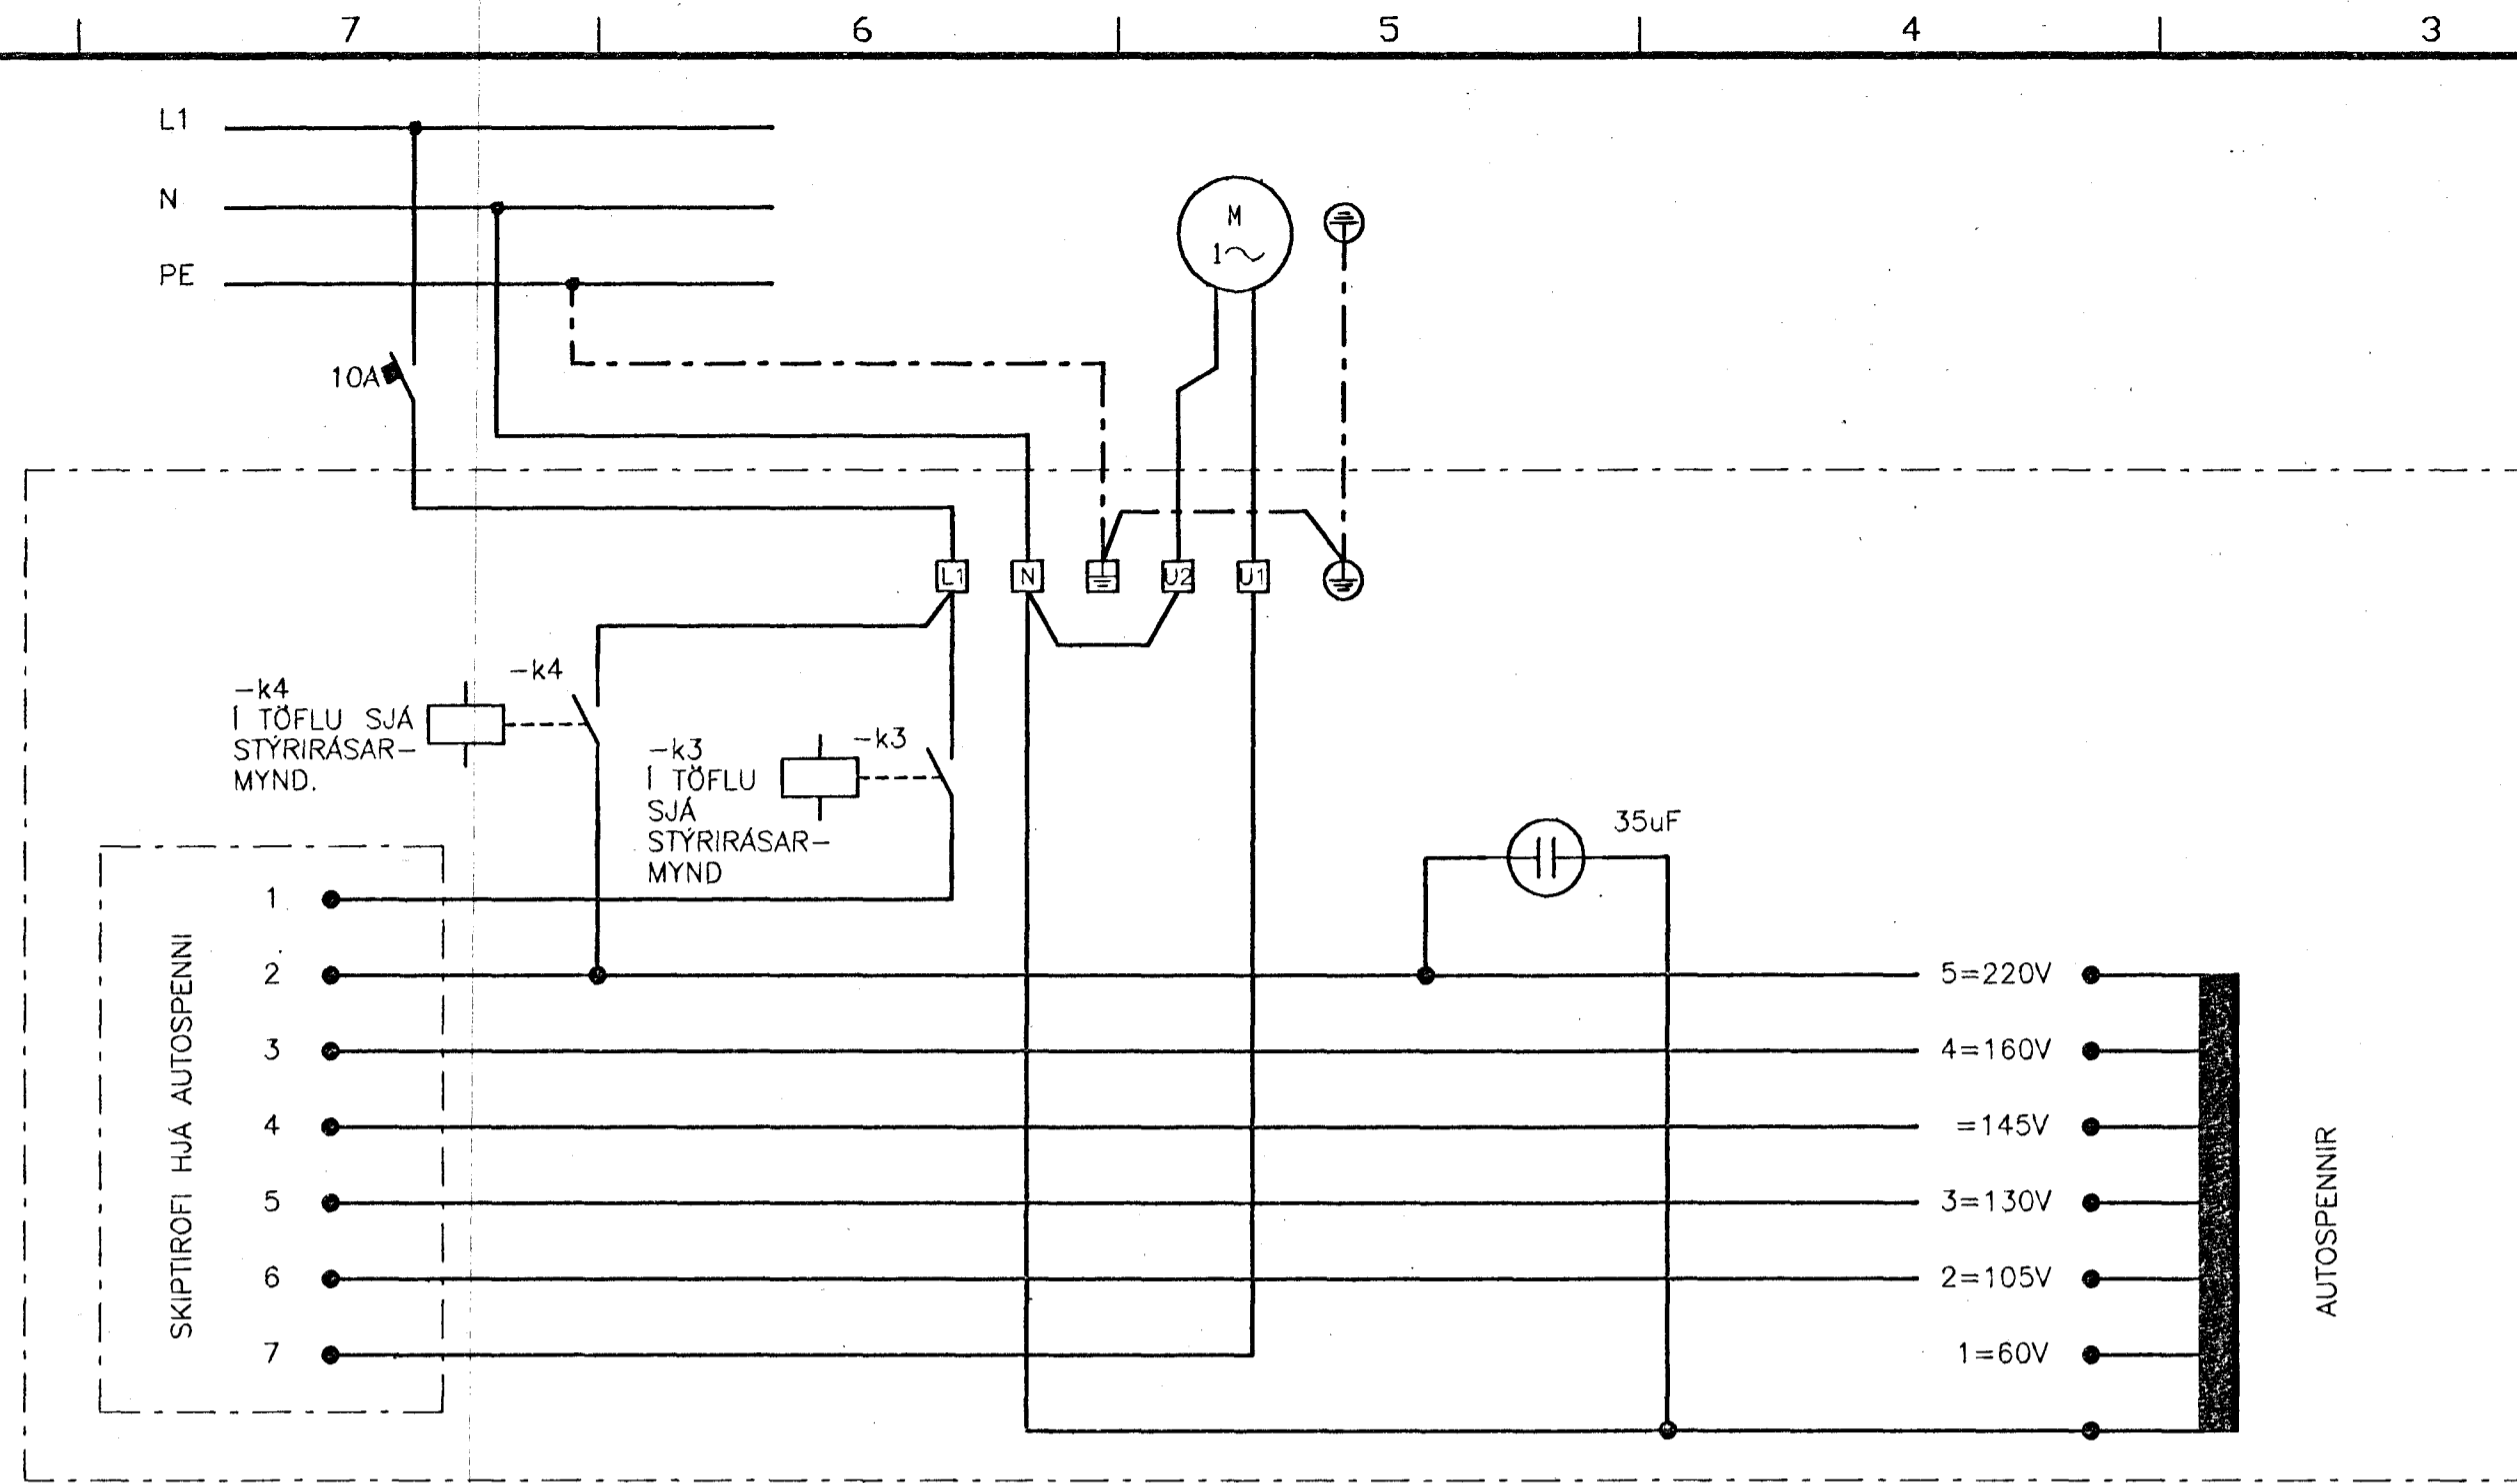 7 6 5 4 3
L1
N
PE
M
1~
10A
L1 N U2 U1
-k4
-k4
Í TÖFLU SJÁ
STÝRIRÁSAR-
MYND.
-k3
-k3
Í TÖFLU
SJÁ
STÝRIRÁSAR-
MYND
35uF
SKIPTIROFI HJÁ AUTOSPENNI
1
2
3
4
5
6
7
5=220V
4=160V
=145V
3=130V
2=105V
1=60V
AUTOSPENNIR